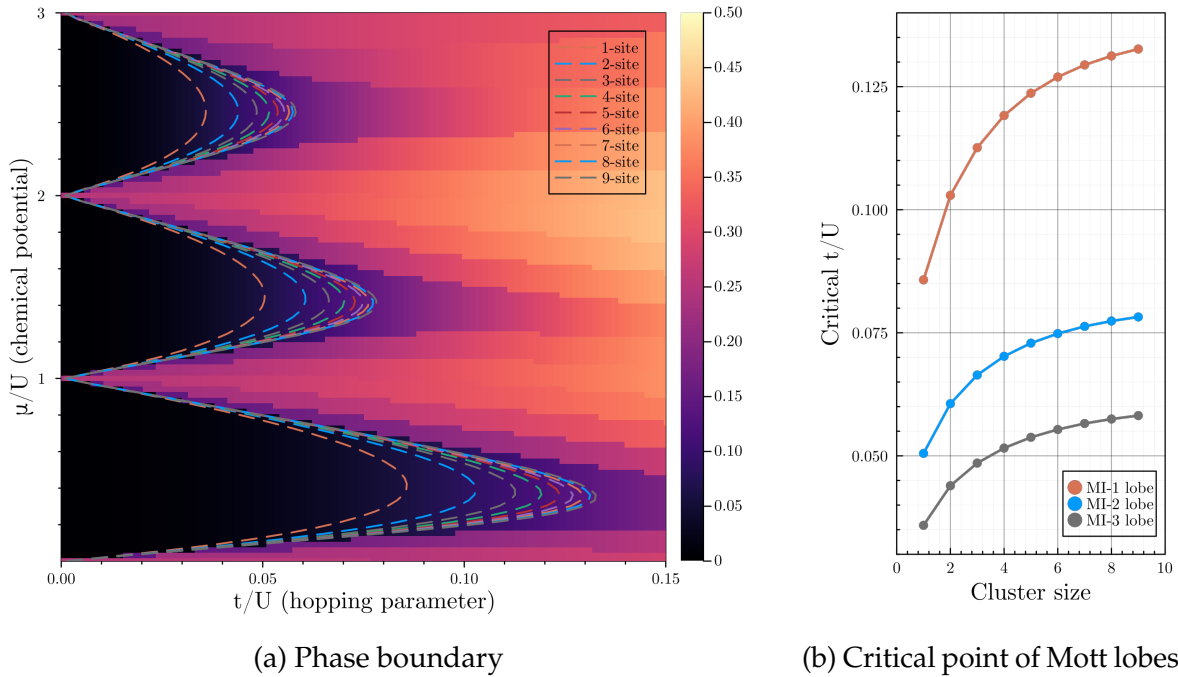 3
2
1
0.00
0.05
0.10
0.15
µ/U (chemical potential)
t/U (hopping parameter)
1-site
2-site
3-site
4-site
5-site
6-site
7-site
8-site
9-site
0.50
0.45
0.40
0.35
0.30
0.25
0.20
0.15
0.10
0.05
0
(a) Phase boundary
Critical t/U
0.125
0.100
0.075
0.050
0
2
4
6
8
10
Cluster size
MI-1 lobe
MI-2 lobe
MI-3 lobe
(b) Critical point of Mott lobes